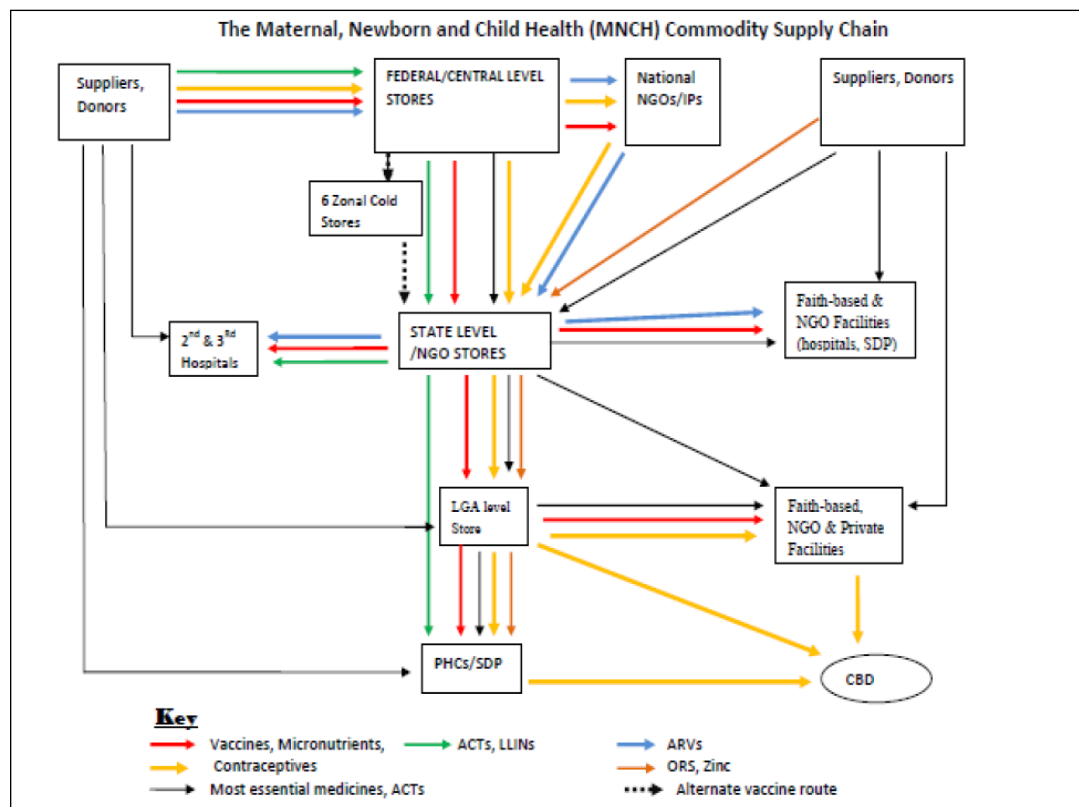 The Maternal, Newborn and Child Health (MNCH) Commodity Supply Chain
Suppliers,
Donors
FEDERAL/CENTRAL LEVEL
STORES
National
NGOs/IPs
Suppliers, Donors
6 Zonal Cold
Stores
2nd & 3Rd
Hospitals
STATE LEVEL
/NGO STORES
Faith-based &
NGO Facilities
(hospitals, SDP)
LGA level
Store
Faith-based,
NGO & Private
Facilities
PHCs/SDP
CBD
Key
Vaccines, Micronutrients,
ACTs, LLINs
ARVs
Contraceptives
ORS, Zinc
Most essential medicines, ACTs
Alternate vaccine route